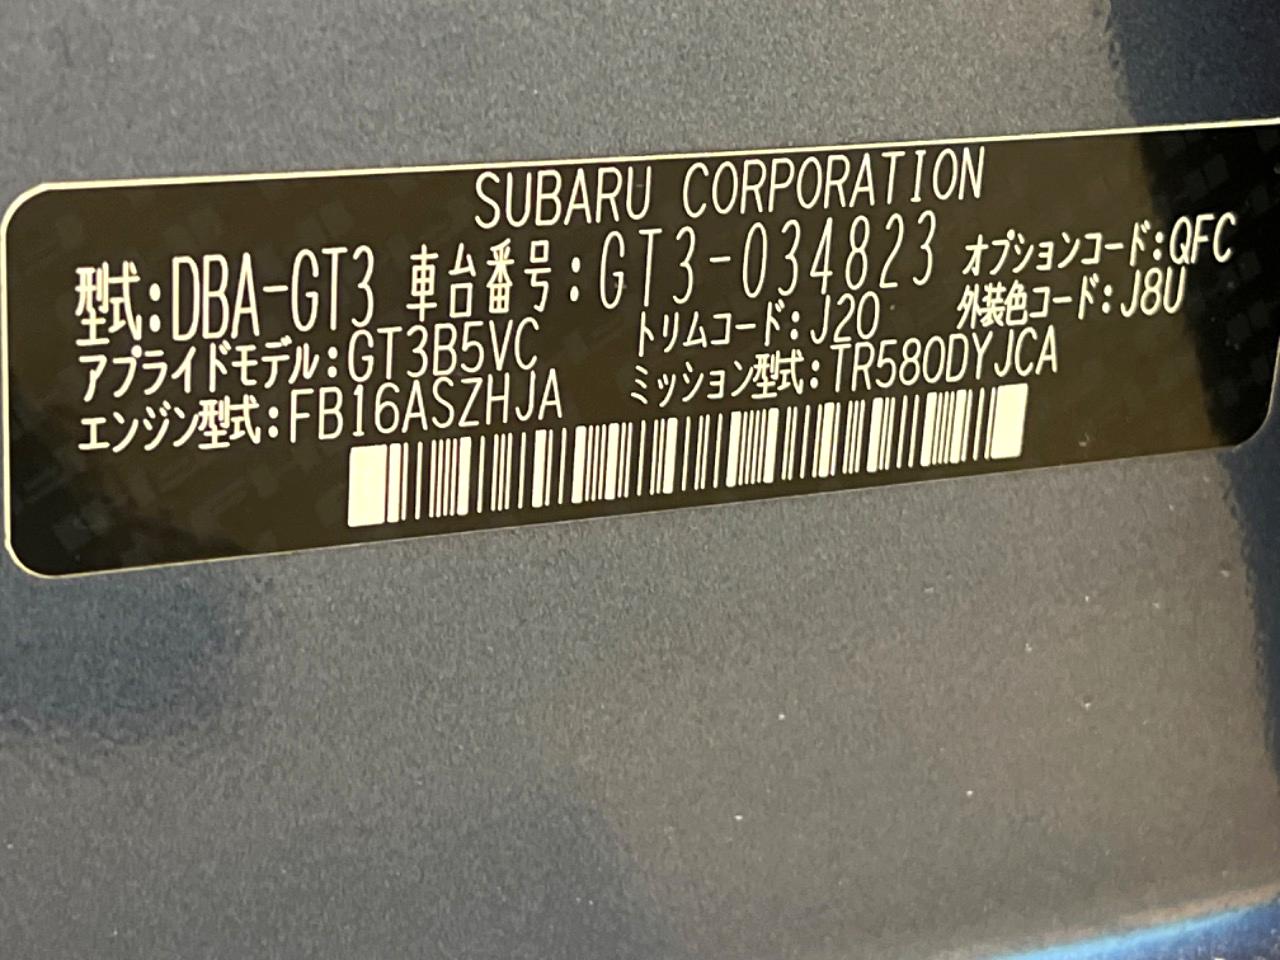 SUBARU CORPORATION
型式:DBA-GT3 車台番号:GT3-034823 オプションコード:QFC
アプライドモデル:GT3B5VC トリムコード:J20 外装色コード:J8U
エンジン型式:FB16ASZHJA ミッション型式:TR580DYJCA